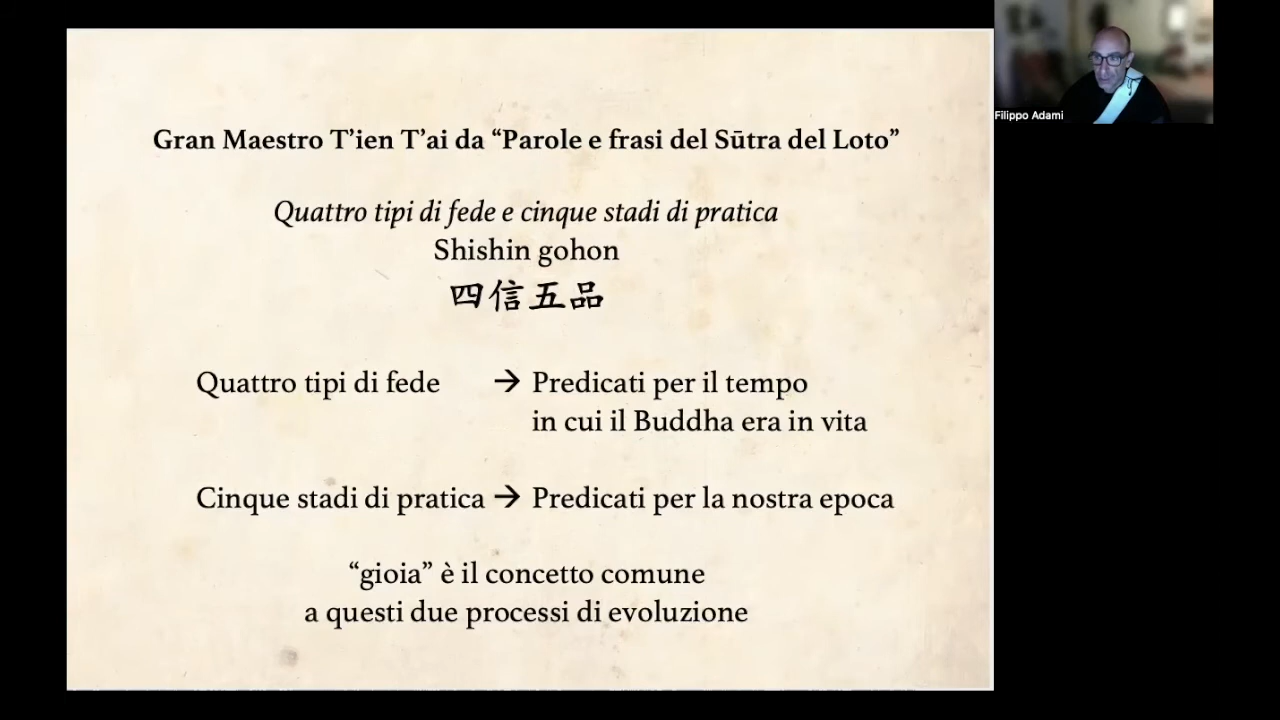 Gran Maestro T’ien T’ai da “Parole e frasi del Sūtra del Loto”
Quattro tipi di fede e cinque stadi di pratica
Shishin gohon
四信五品
Quattro tipi di fede → Predicati per il tempo
in cui il Buddha era in vita
Cinque stadi di pratica → Predicati per la nostra epoca
“gioia” è il concetto comune
a questi due processi di evoluzione
Filippo Adami